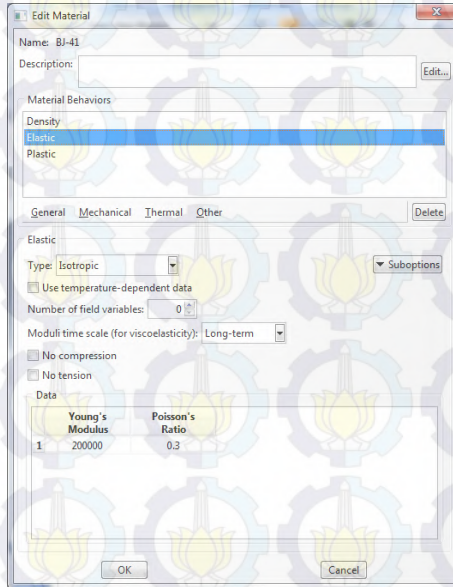 Edit Material
Name: BJ-41
Description:
Edit...
Material Behaviors
Density
Elastic
Plastic
General Mechanical Thermal Other Delete
Elastic
Type: Isotropic Suboptions
Use temperature-dependent data
Number of field variables: 0
Moduli time scale (for viscoelasticity): Long-term
No compression
No tension
Data
Young's Poisson's
Modulus Ratio
1 200000 0.3
OK Cancel